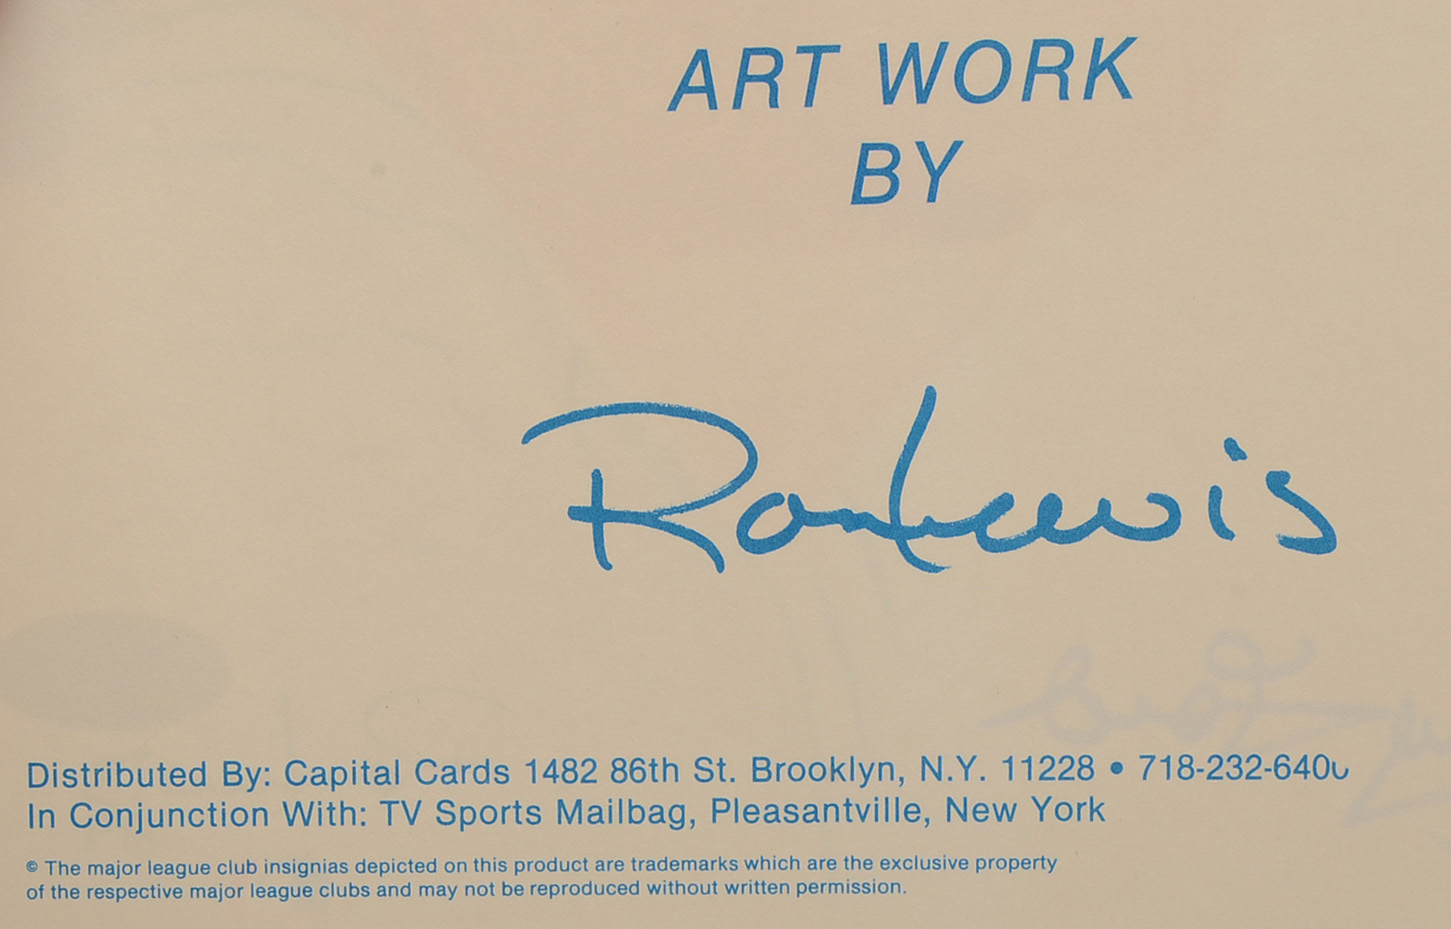 ART WORK
BY
Ron Lewis
Distributed By: Capital Cards 1482 86th St. Brooklyn, N.Y. 11228 • 718-232-6400
In Conjunction With: TV Sports Mailbag, Pleasantville, New York
© The major league club insignias depicted on this product are trademarks which are the exclusive property
of the respective major league clubs and may not be reproduced without written permission.